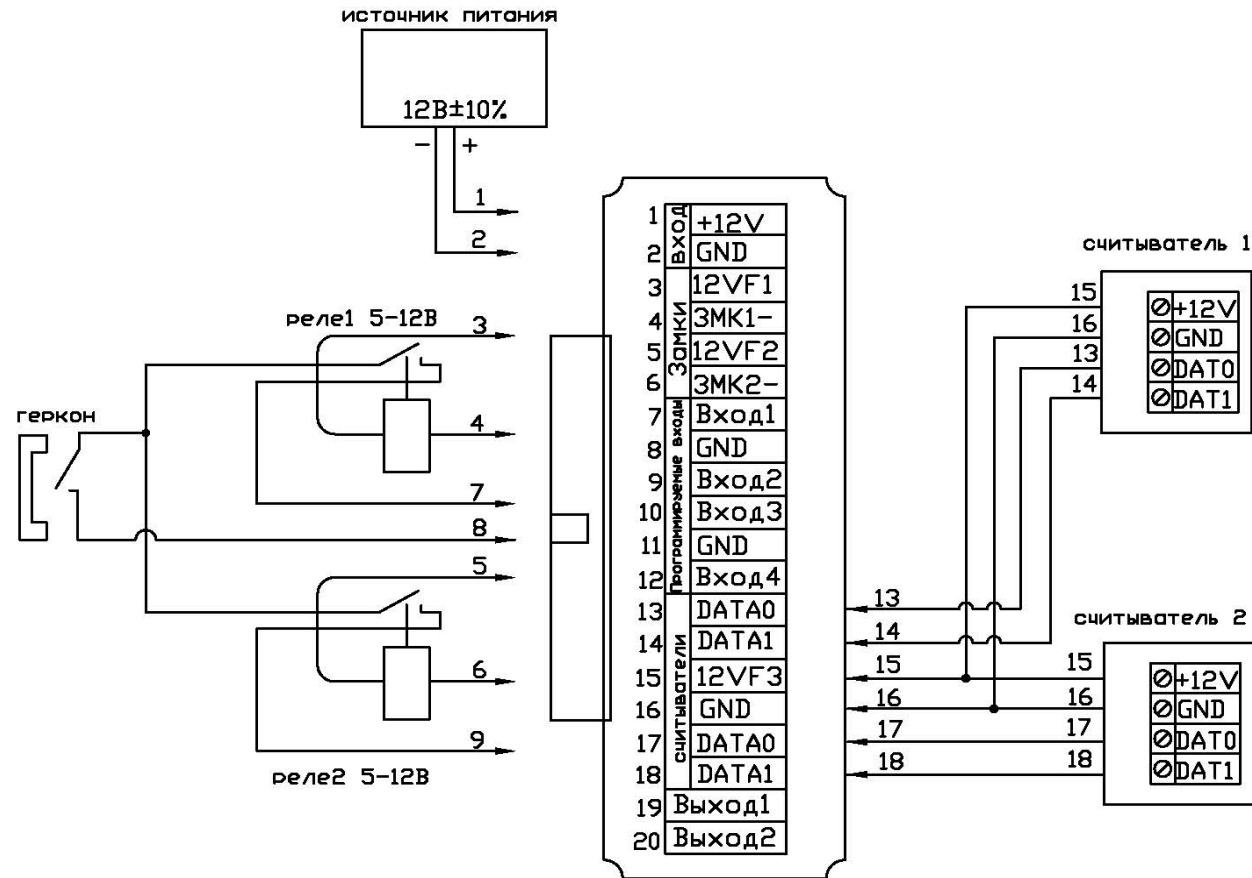 источник питания
12В±10%
- +
1
2
реле1 5-12В
3
4
геркон
7
8
5
6
9
реле2 5-12В
вход
1 +12V
2 GND
Замки
3 12VF1
4 ЗМК1-
5 12VF2
6 ЗМК2-
Программируемые входы
7 Вход1
8 GND
9 Вход2
10 Вход3
11 GND
12 Вход4
считыватели
13 DATA0
14 DATA1
15 12VF3
16 GND
17 DATA0
18 DATA1
19 Выход1
20 Выход2
13
14
15
16
17
18
считыватель 1
15 +12V
16 GND
13 DAT0
14 DAT1
считыватель 2
15 +12V
16 GND
17 DAT0
18 DAT1